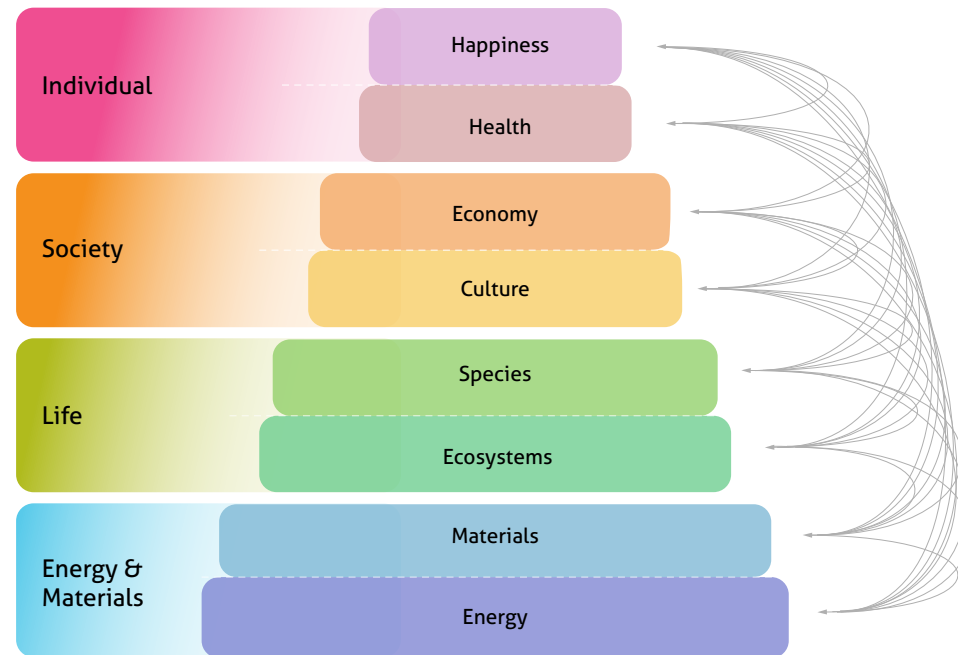 Individual
Happiness
Health
Society
Economy
Culture
Life
Species
Ecosystems
Energy &
Materials
Materials
Energy